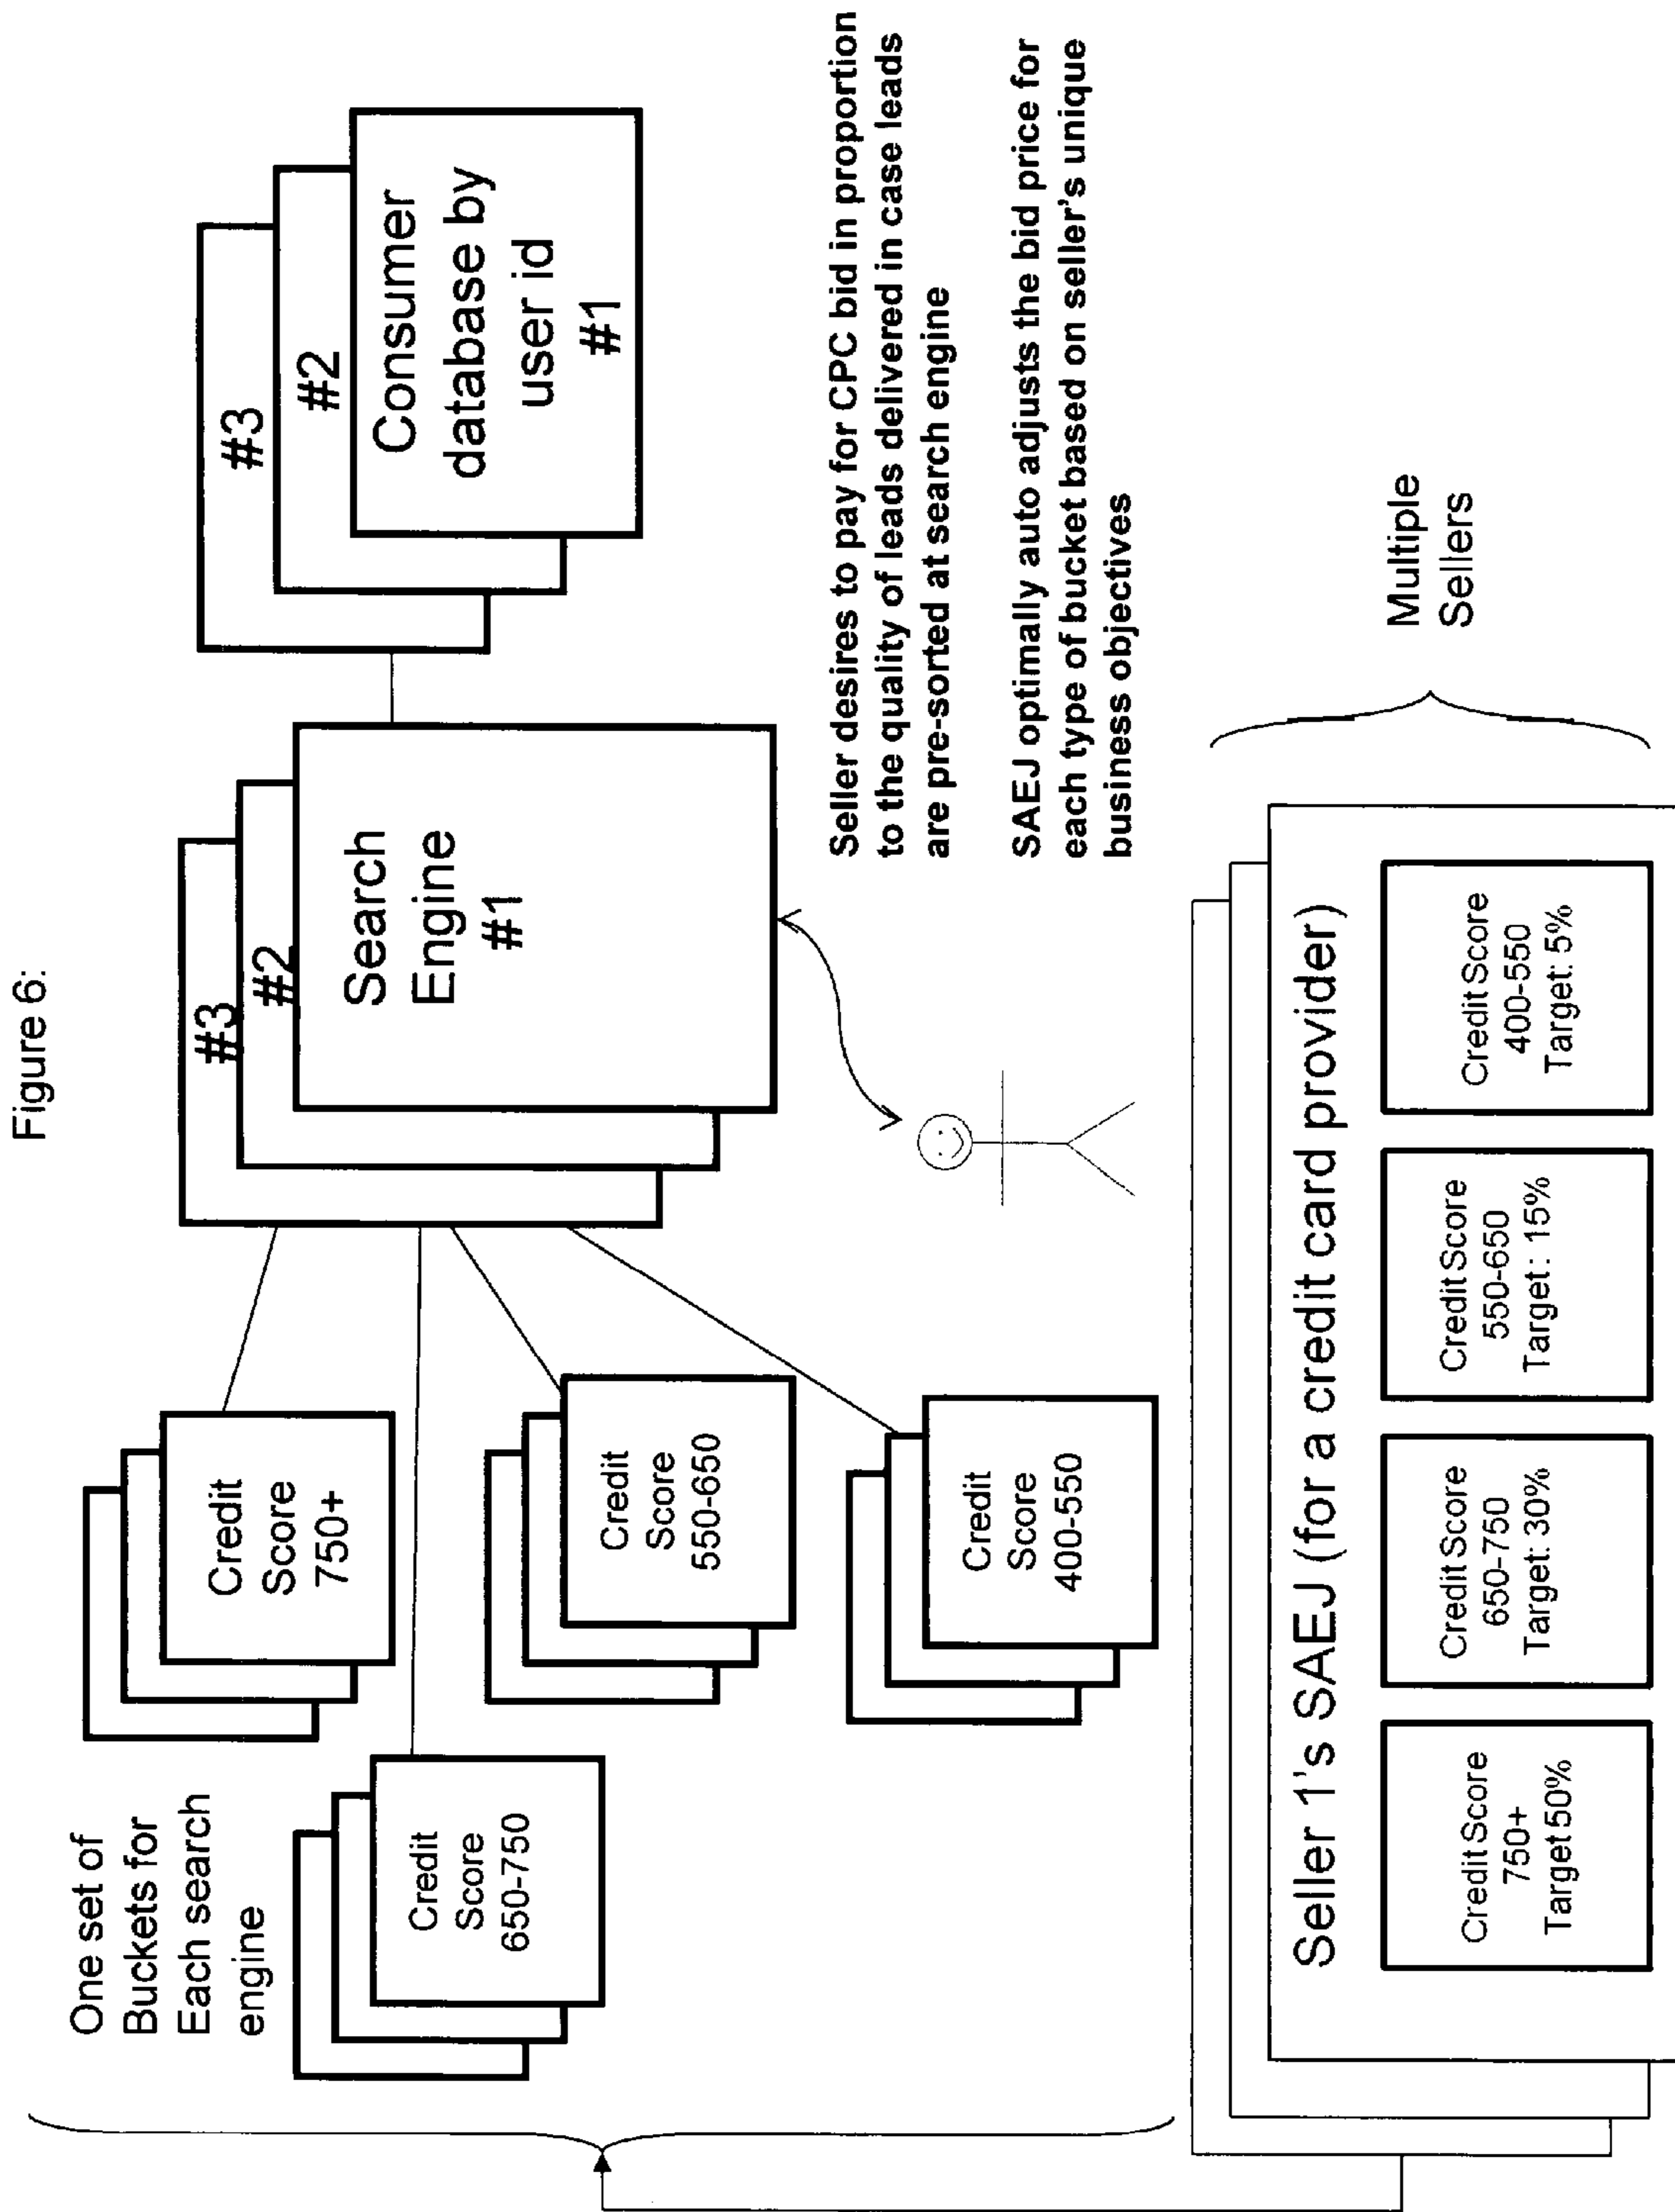 Figure 6:
One set of
Buckets for
Each search
engine
Credit
Score
750+
Credit
Score
650-750
Credit
Score
550-650
Credit
Score
400-550
#3
#2
Search
Engine
#1
#3
#2
Consumer
database by
user id
#1
Seller desires to pay for CPC bid in proportion
to the quality of leads delivered in case leads
are pre-sorted at search engine
SAEJ optimally auto adjusts the bid price for
each type of bucket based on seller's unique
business objectives
Seller 1's SAEJ (for a credit card provider)
Credit Score
750+
Target 50%
Credit Score
650-750
Target: 30%
Credit Score
550-650
Target : 15%
Credit Score
400-550
Target: 5%
Multiple
Sellers